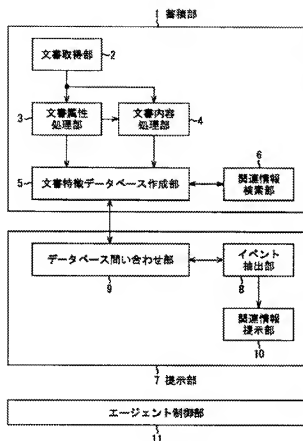 1 蓄積部
文書取得部
2
3
文書属性
処理部
文書内容
処理部
4
5
文書特徴データベース作成部
6
関連情報
検索部
データベース問い合わせ部
9
イベント
抽出部
8
関連情報
提示部
10
7 提示部
エージェント制御部
11